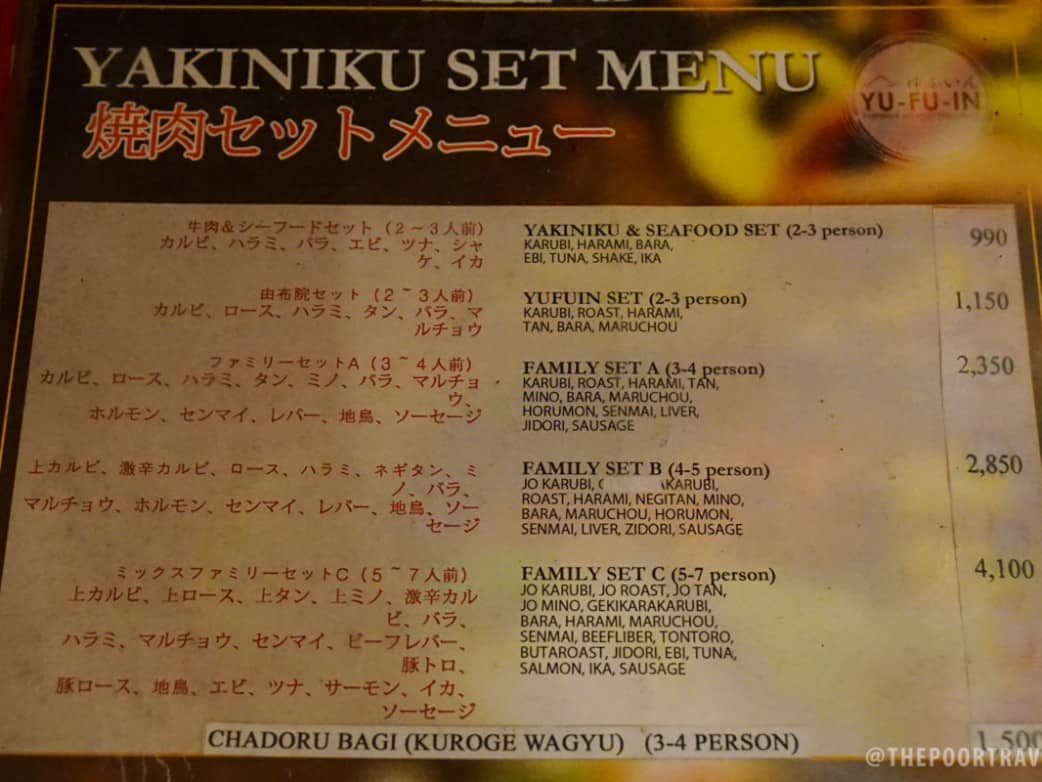 YAKINIKU SET MENU
焼肉セットメニュー
ゆふいん
YU-FU-IN
牛肉＆シーフードセット（２～３人前）
カルビ、ハラミ、バラ、エビ、ツナ、シャ
ケ、イカ
YAKINIKU & SEAFOOD SET (2-3 person)
KARUBI, HARAMI, BARA,
EBI, TUNA, SHAKE, IKA
990
由布院セット（２~３人前）
カルビ、ロース、ハラミ、タン、バラ、マ
ルチョウ
YUFUIN SET (2-3 person)
KARUBI, ROAST, HARAMI,
TAN, BARA, MARUCHOU
1,150
ファミリーセットA（３~４人前）
カルビ、ロース、ハラミ、タン、ミノ、バラ、マルチョ
ウ、
ホルモン、センマイ、レバー、地鳥、ソーセージ
FAMILY SET A (3-4 person)
KARUBI, ROAST, HARAMI, TAN,
MINO, BARA, MARUCHOU,
HORUMON, SENMAI, LIVER,
JIDORI, SAUSAGE
2,350
上カルビ、激辛カルビ、ロース、ハラミ、ネギタン、ミ
ノ、バラ、
マルチョウ、ホルモン、センマイ、レバー、地鳥、ソー
セージ
FAMILY SET B (4-5 person)
JO KARUBI, KARUBI,
ROAST, HARAMI, NEGITAN, MINO,
BARA, MARUCHOU, HORUMON,
SENMAI, LIVER, ZIDORI, SAUSAGE
2,850
ミックスファミリーセットC（５~７人前）
上カルビ、上ロース、上タン、上ミノ、激辛カル
ビ、バラ、
ハラミ、マルチョウ、センマイ、ビーフレバー、
豚トロ、
豚ロース、地鳥、エビ、ツナ、サーモン、イカ、
ソーセージ
FAMILY SET C (5-7 person)
JO KARUBI, JO ROAST, JO TAN,
JO MINO, GEKIKARAKARUBI,
BARA, HARAMI, MARUCHOU,
SENMAI, BEEFLIBER, TONTORO,
BUTAROAST, JIDORI, EBI, TUNA,
SALMON, IKA, SAUSAGE
4,100
CHADORU BAGI (KUROGE WAGYU) (3-4 PERSON)
1,500
@THEPOORTRAV